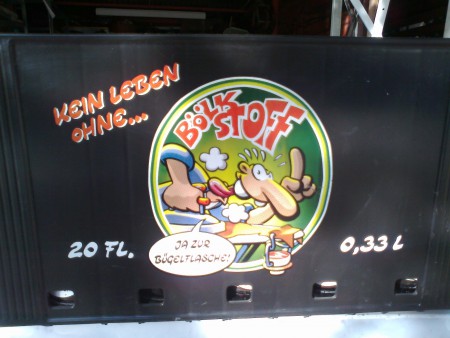 KEIN LEBEN
OHNE...
BÖLK
STOFF
20 FL.
JA ZUR
BÜGELFLASCHE!
0,33 L